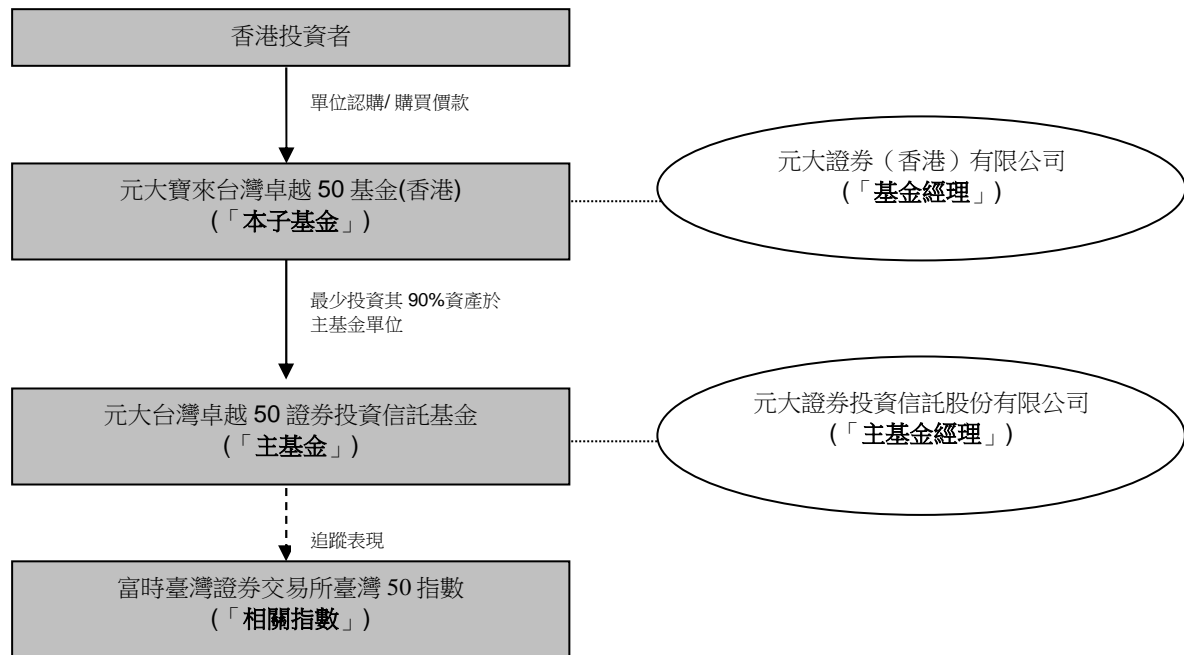 香港投資者
單位認購/ 購買價款
元大寶來台灣卓越 50 基金(香港)
(「本子基金」)
元大證券（香港）有限公司
(「基金經理」)
最少投資其 90%資產於
主基金單位
元大台灣卓越 50 證券投資信託基金
(「主基金」)
元大證券投資信託股份有限公司
(「主基金經理」)
追蹤表現
富時臺灣證券交易所臺灣 50 指數
(「相關指數」)